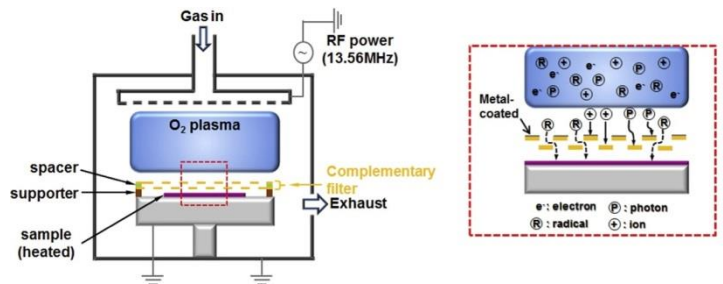 Gas in
RF power
(13.56MHz)
~
O₂ plasma
spacer
supporter
sample
(heated)
Complementary
filter
Exhaust
R + e⁻ P + P +
e⁻ R P R
e⁻ P + + R e⁻
Metal-
coated
R R + + P P R
e⁻: electron P : photon
R : radical + : ion